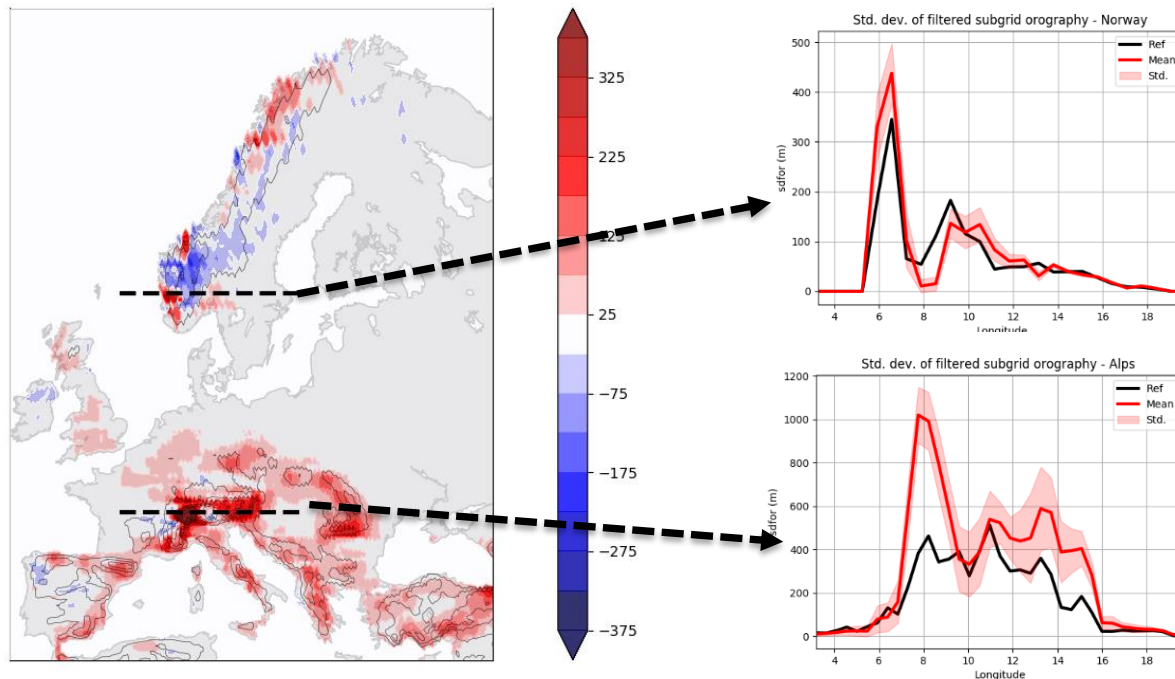 325
225
125
25
−75
−175
−275
−375
Std. dev. of filtered subgrid orography - Norway
Ref
Mean
Std.
500
400
300
200
100
0
sdfor (m)
4 6 8 10 12 14 16 18
Longitude
Std. dev. of filtered subgrid orography - Alps
Ref
Mean
Std.
1200
1000
800
600
400
200
0
sdfor (m)
4 6 8 10 12 14 16 18
Longitude